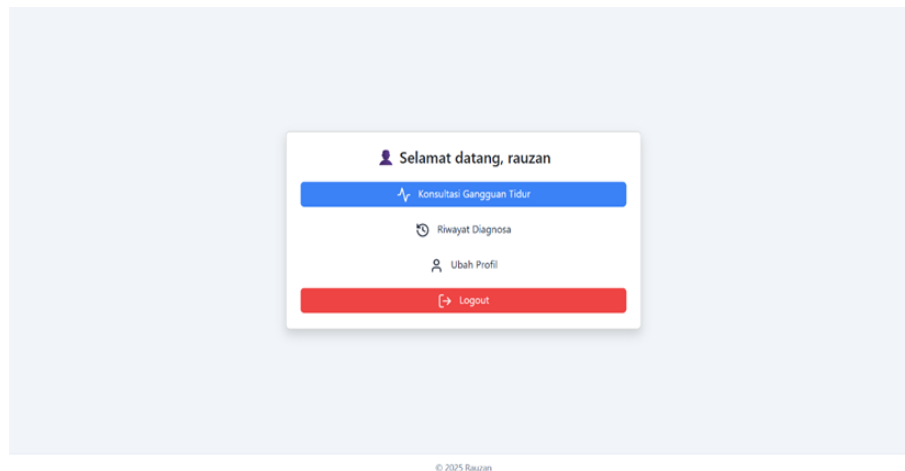 Selamat datang, rauzan
Konsultasi Gangguan Tidur
Riwayat Diagnosa
Ubah Profil
Logout
© 2025 Rauzan